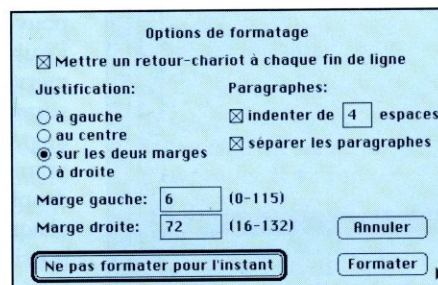 Options de formatage
Mettre un retour-chariot à chaque fin de ligne
Justification:
à gauche
au centre
sur les deux marges
à droite
Paragraphes:
indenter de 4 espaces
séparer les paragraphes
Marge gauche: 6 (0-115)
Marge droite: 72 (16-132)
Annuler
Ne pas formater pour l'instant
Formater